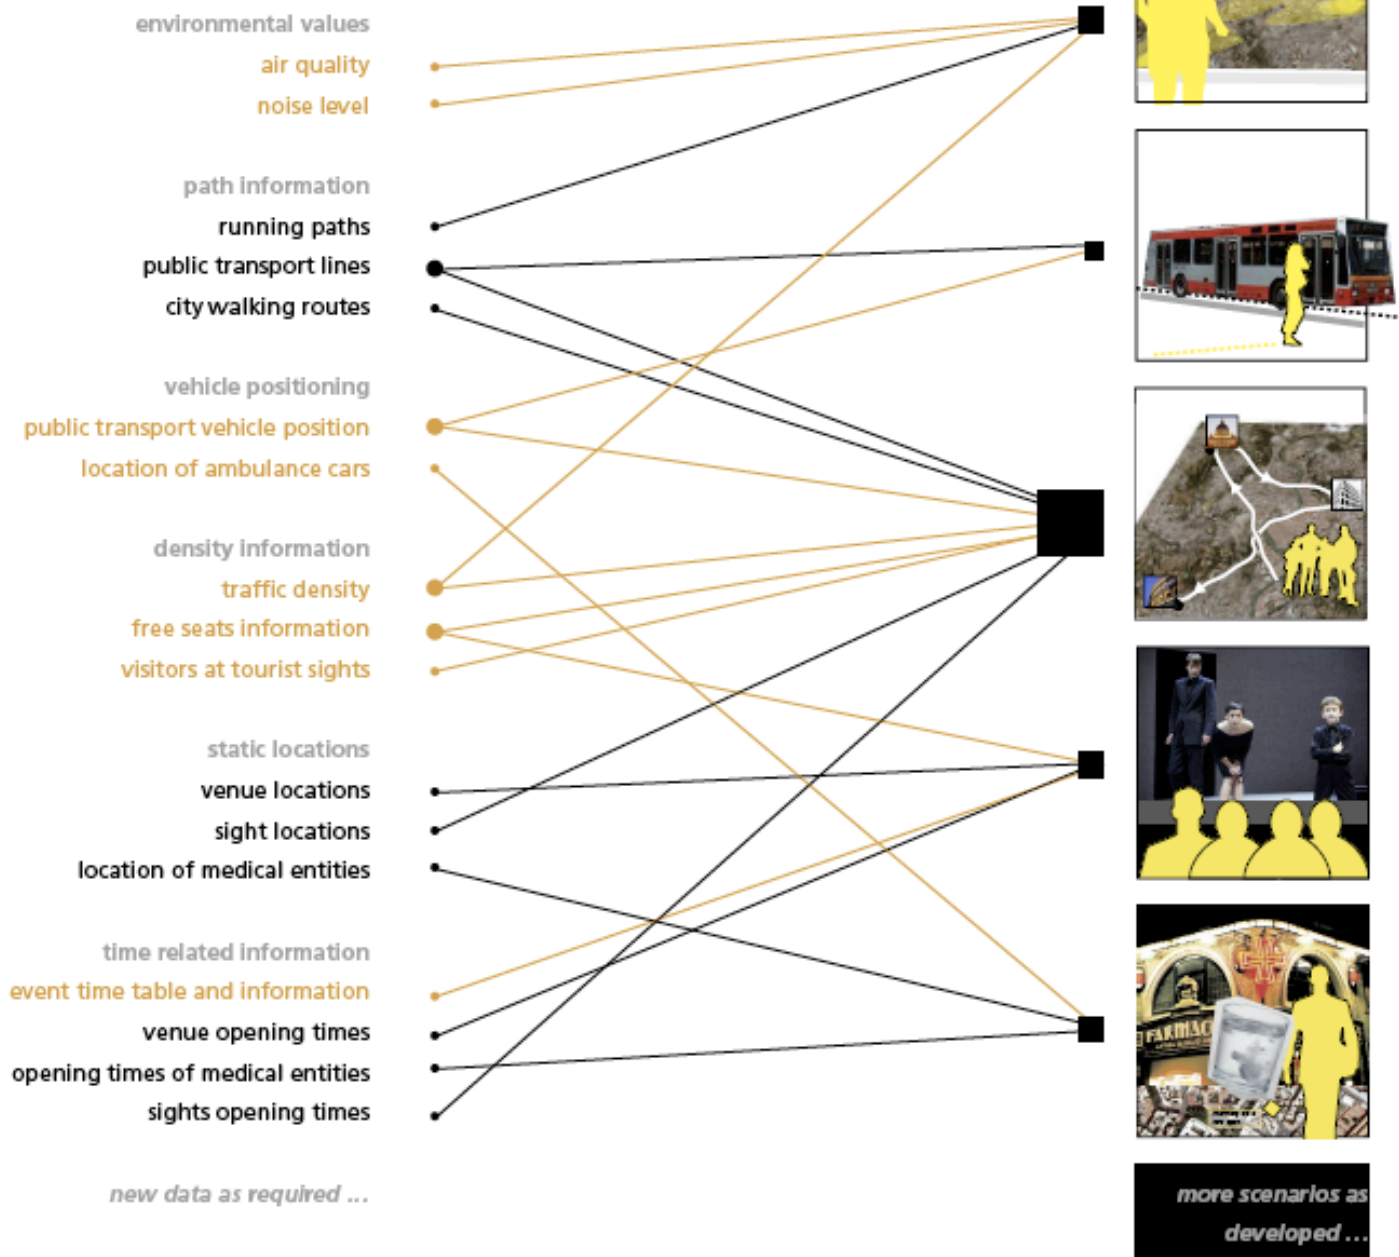 environmental values
air quality
noise level
path information
running paths
public transport lines
city walking routes
vehicle positioning
public transport vehicle position
location of ambulance cars
density information
traffic density
free seats information
visitors at tourist sights
static locations
venue locations
sight locations
location of medical entities
time related information
event time table and information
venue opening times
opening times of medical entities
sights opening times
new data as required ...
FARMAC
more scenarios as
developed ...